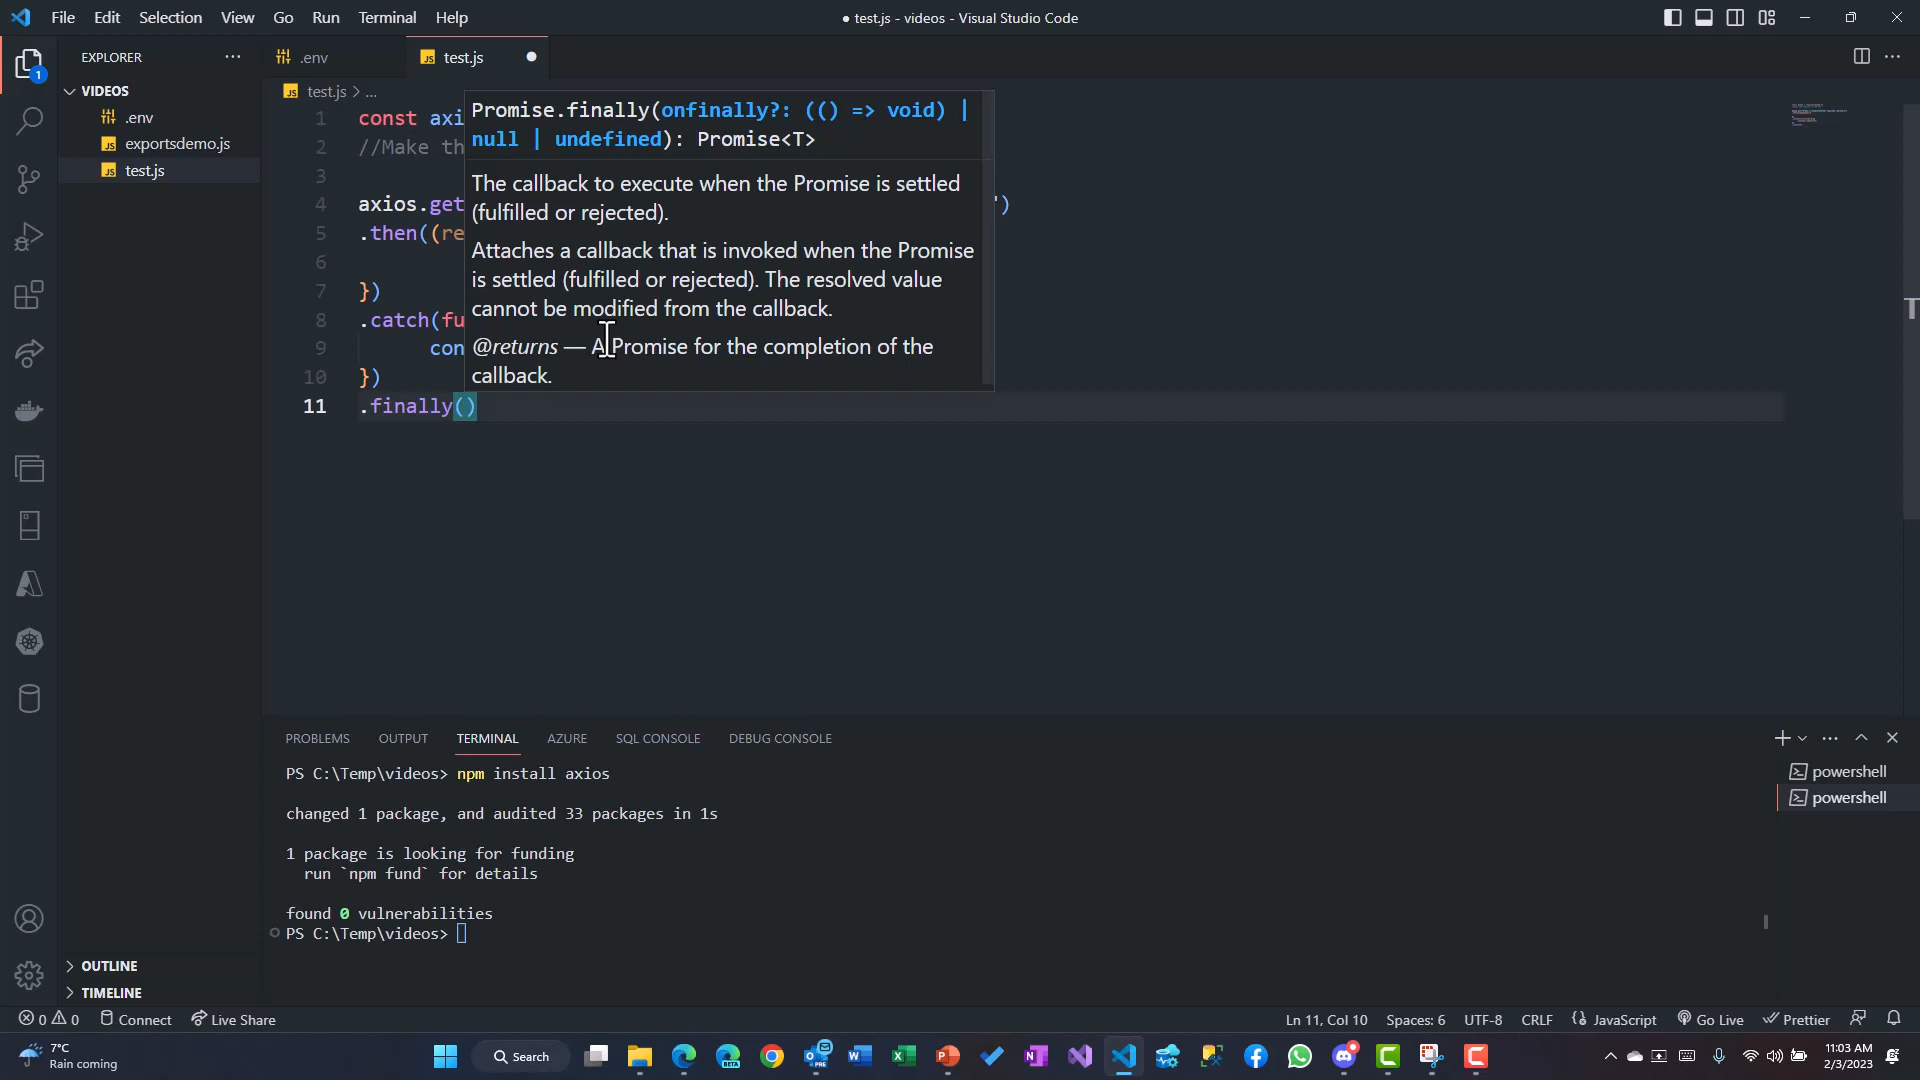 File Edit Selection View Go Run Terminal Help
● test.js - videos - Visual Studio Code
EXPLORER
VIDEOS
.env
exportsdemo.js
test.js
OUTLINE
TIMELINE
1
.env
test.js
test.js > ...
1 const axi
2 //Make th
3
4 axios.get ")
5 .then((re
6
7 })
8 .catch(fu
9 con
10 })
11 .finally()
Promise.finally(onfinally?: (() => void) |
null | undefined): Promise<T>
The callback to execute when the Promise is settled
(fulfilled or rejected).
Attaches a callback that is invoked when the Promise
is settled (fulfilled or rejected). The resolved value
cannot be modified from the callback.
@returns — A Promise for the completion of the
callback.
PROBLEMS OUTPUT TERMINAL AZURE SQL CONSOLE DEBUG CONSOLE
PS C:\Temp\videos> npm install axios
changed 1 package, and audited 33 packages in 1s
1 package is looking for funding
run `npm fund` for details
found 0 vulnerabilities
PS C:\Temp\videos>
powershell
powershell
0 0 Connect Live Share
Ln 11, Col 10 Spaces: 6 UTF-8 CRLF JavaScript Go Live Prettier
7°C
Rain coming
Search
11:03 AM
2/3/2023